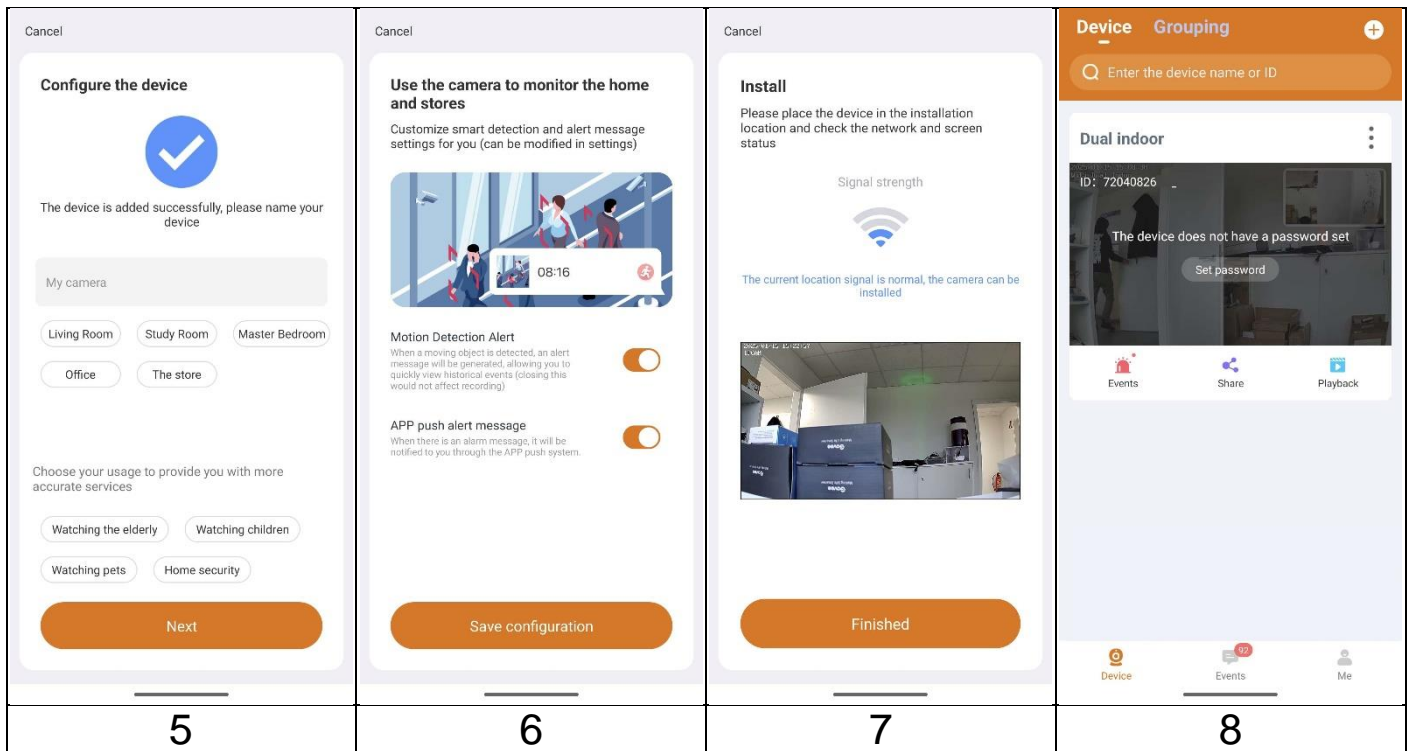 Cancel
Configure the device
The device is added successfully, please name your
device
My camera
Living Room
Study Room
Master Bedroom
Office
The store
Choose your usage to provide you with more
accurate services
Watching the elderly
Watching children
Watching pets
Home security
Next
5
Cancel
Use the camera to monitor the home
and stores
Customize smart detection and alert message
settings for you (can be modified in settings)
08:16
Motion Detection Alert
When a moving object is detected, an alert
message will be generated, allowing you to
quickly view historical events (closing this
would not affect recording)
APP push alert message
When there is an alarm message, it will be
notified to you through the APP push system.
Save configuration
6
Cancel
Install
Please place the device in the installation
location and check the network and screen
status
Signal strength
The current location signal is normal, the camera can be
installed
Finished
7
Device
Grouping
Enter the device name or ID
Dual indoor
ID: 72040826
The device does not have a password set
Set password
Events
Share
Playback
Device
92
Events
Me
8